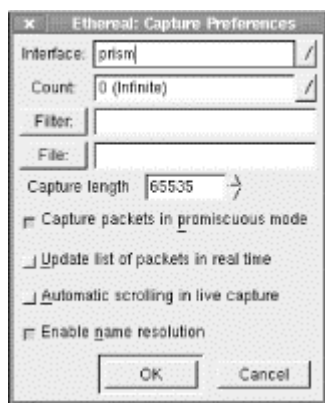 Ethereal: Capture Preferences
Interface: prism
Count: 0 (Infinite)
Filter:
File:
Capture length 65535
Capture packets in promiscuous mode
Update list of packets in real time
Automatic scrolling in live capture
Enable name resolution
OK Cancel